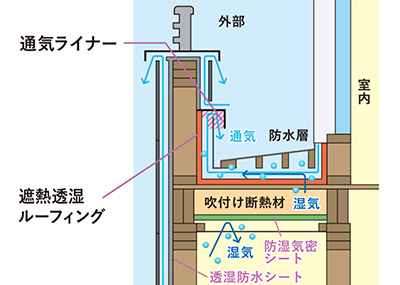 外部
通気ライナー
室内
通気
防水層
遮熱透湿
ルーフィング
湿気
吹付け断熱材
湿気
防湿気密
シート
透湿防水シート